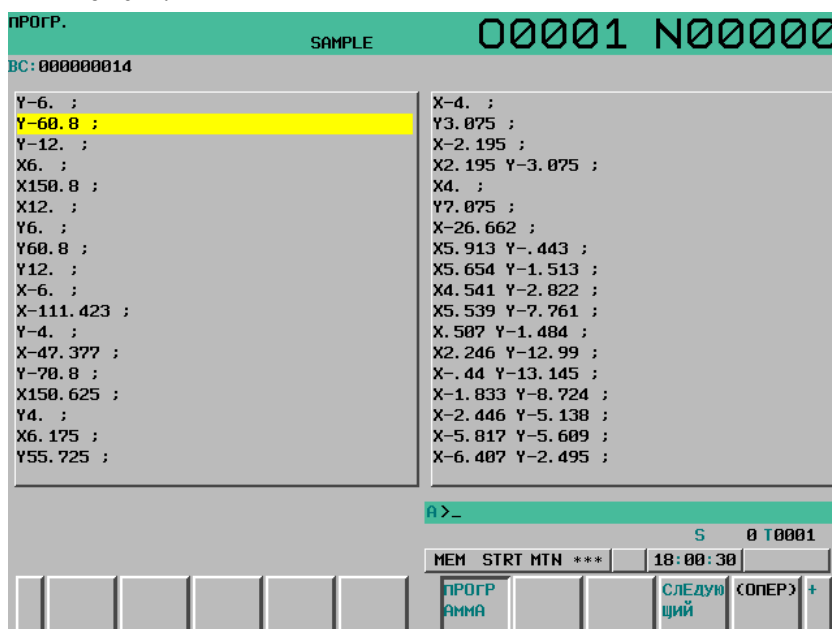 ПРОГР.
SAMPLE
O0001 N00000
BC:000000014
Y-6. ;
Y-60.8 ;
Y-12. ;
X6. ;
X150.8 ;
X12. ;
Y6. ;
Y60.8 ;
Y12. ;
X-6. ;
X-111.423 ;
Y-4. ;
X-47.377 ;
Y-70.8 ;
X150.625 ;
Y4. ;
X6.175 ;
Y55.725 ;
X-4. ;
Y3.075 ;
X-2.195 ;
X2.195 Y-3.075 ;
X4. ;
Y7.075 ;
X-26.662 ;
X5.913 Y-.443 ;
X5.654 Y-1.513 ;
X4.541 Y-2.822 ;
X5.539 Y-7.761 ;
X.507 Y-1.484 ;
X2.246 Y-12.99 ;
X-.44 Y-13.145 ;
X-1.833 Y-8.724 ;
X-2.446 Y-5.138 ;
X-5.817 Y-5.609 ;
X-6.407 Y-2.495 ;
A>_
S 0 T0001
MEM STRT MTN ***
18:00:30
ПРОГР
АММА
СЛЕДУЮ
ЩИЙ
(ОПЕР)
+